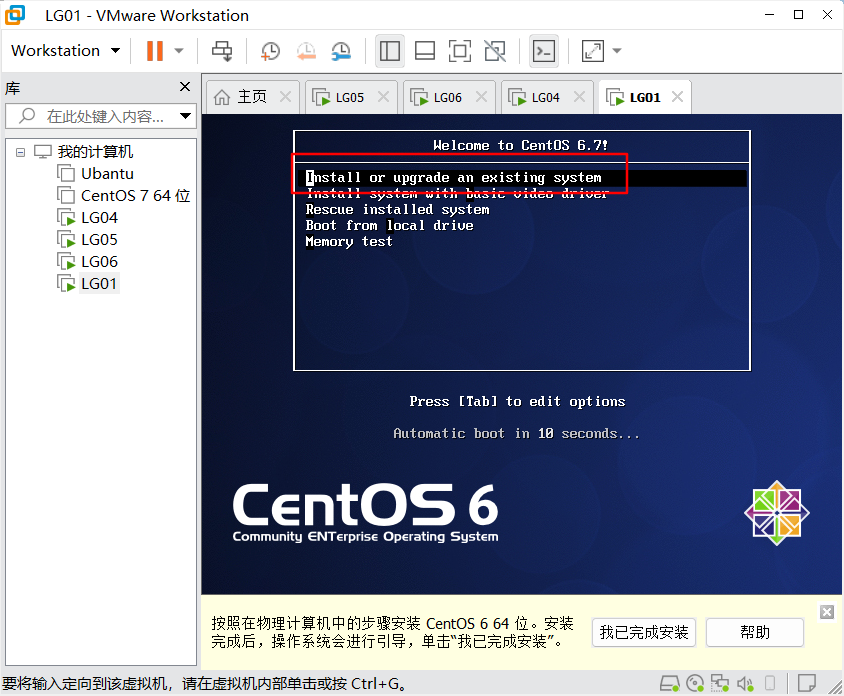 LG01 - VMware Workstation
Workstation
库
在此处键入内容...
主页
LG05
LG06
LG04
LG01
我的计算机
Ubantu
CentOS 7 64 位
LG04
LG05
LG06
LG01
Welcome to CentOS 6.7!
Install or upgrade an existing system
Install system with basic video driver
Rescue installed system
Boot from local drive
Memory test
Press [Tab] to edit options
Automatic boot in 10 seconds...
CentOS 6
Community ENTerprise Operating System
按照在物理计算机中的步骤安装 CentOS 6 64 位。安装
完成后，操作系统会进行引导，单击“我已完成安装”。
我已完成安装
帮助
要将输入定向到该虚拟机，请在虚拟机内部单击或按 Ctrl+G。